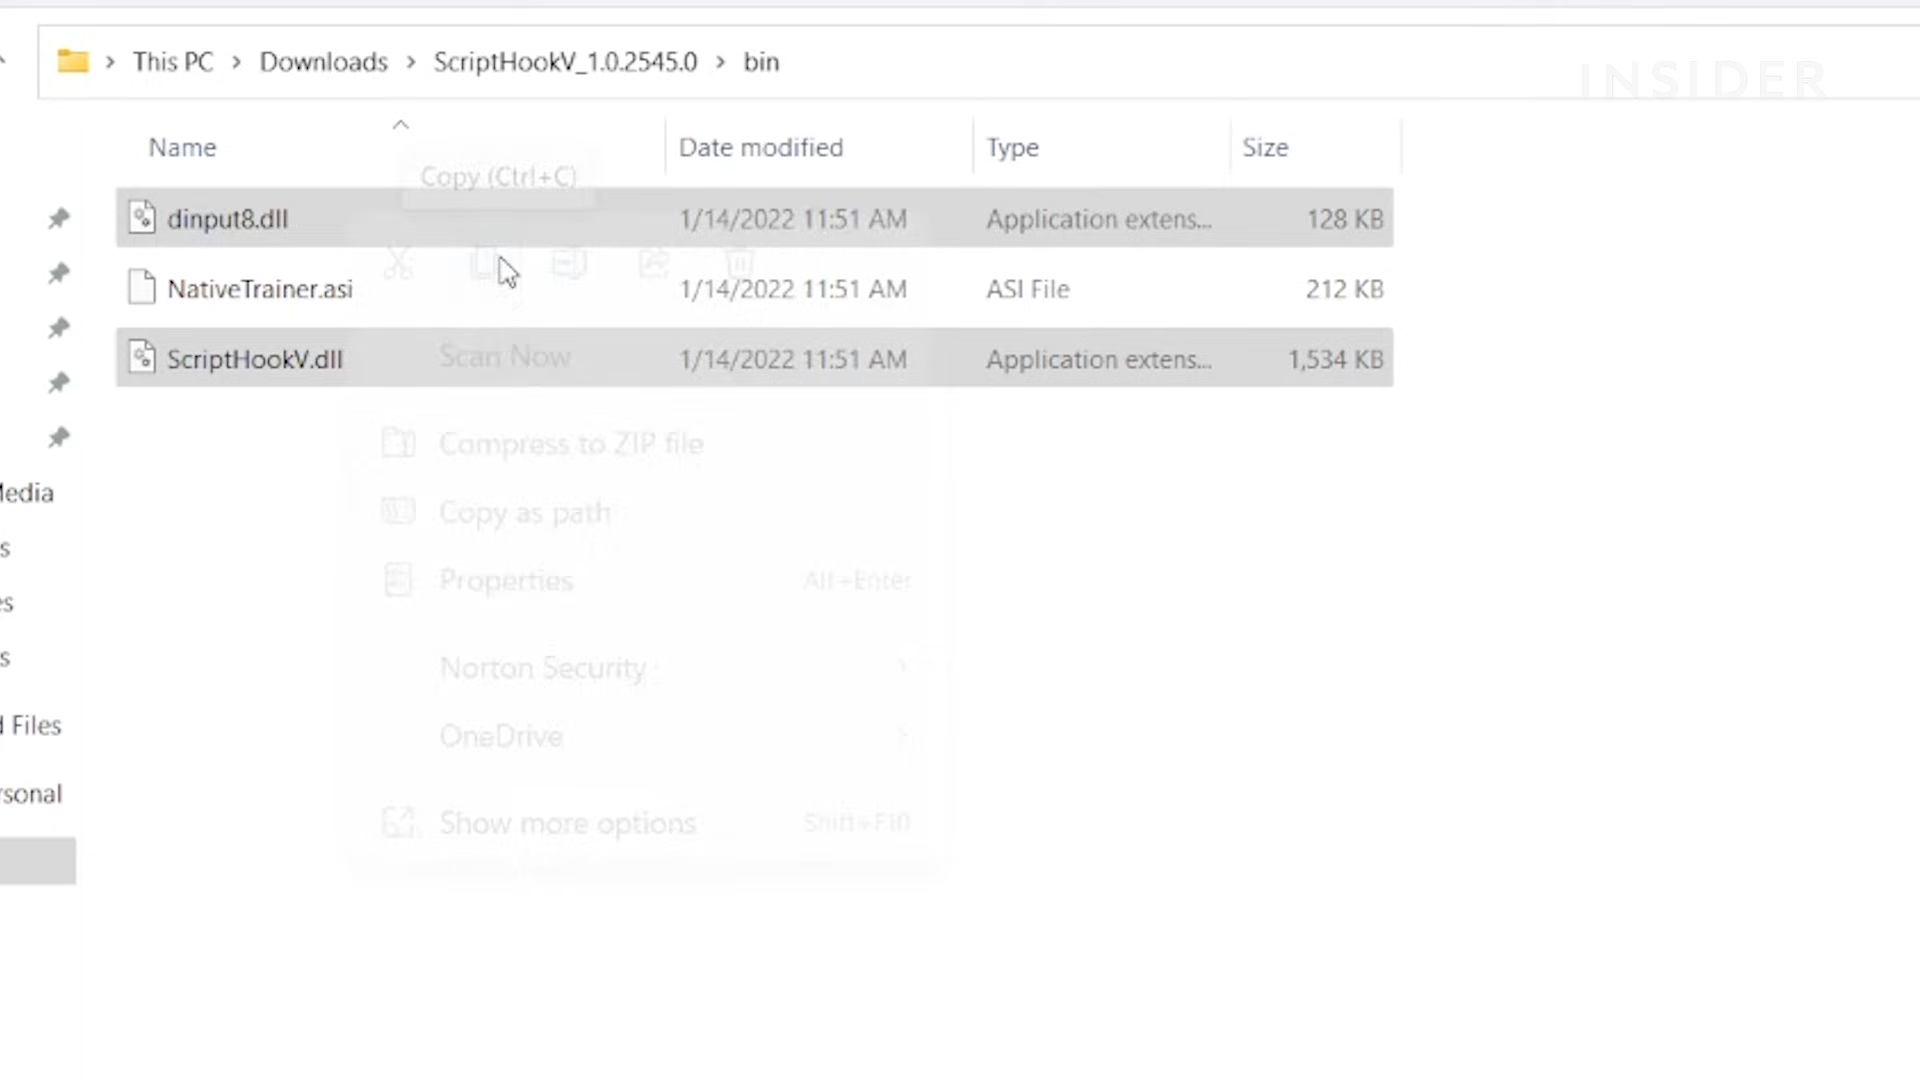 This PC > Downloads > ScriptHookV_1.0.2545.0 > bin
INSIDER
Name Date modified Type Size
Copy (Ctrl+C)
dinput8.dll 1/14/2022 11:51 AM Application extens... 128 KB
NativeTrainer.asi 1/14/2022 11:51 AM ASI File 212 KB
ScriptHookV.dll 1/14/2022 11:51 AM Application extens... 1,534 KB
Scan Now
Compress to ZIP file
Copy as path
Properties Alt+Enter
Norton Security
OneDrive
Show more options Shift+F10
Media
s
es
s
d Files
rsonal